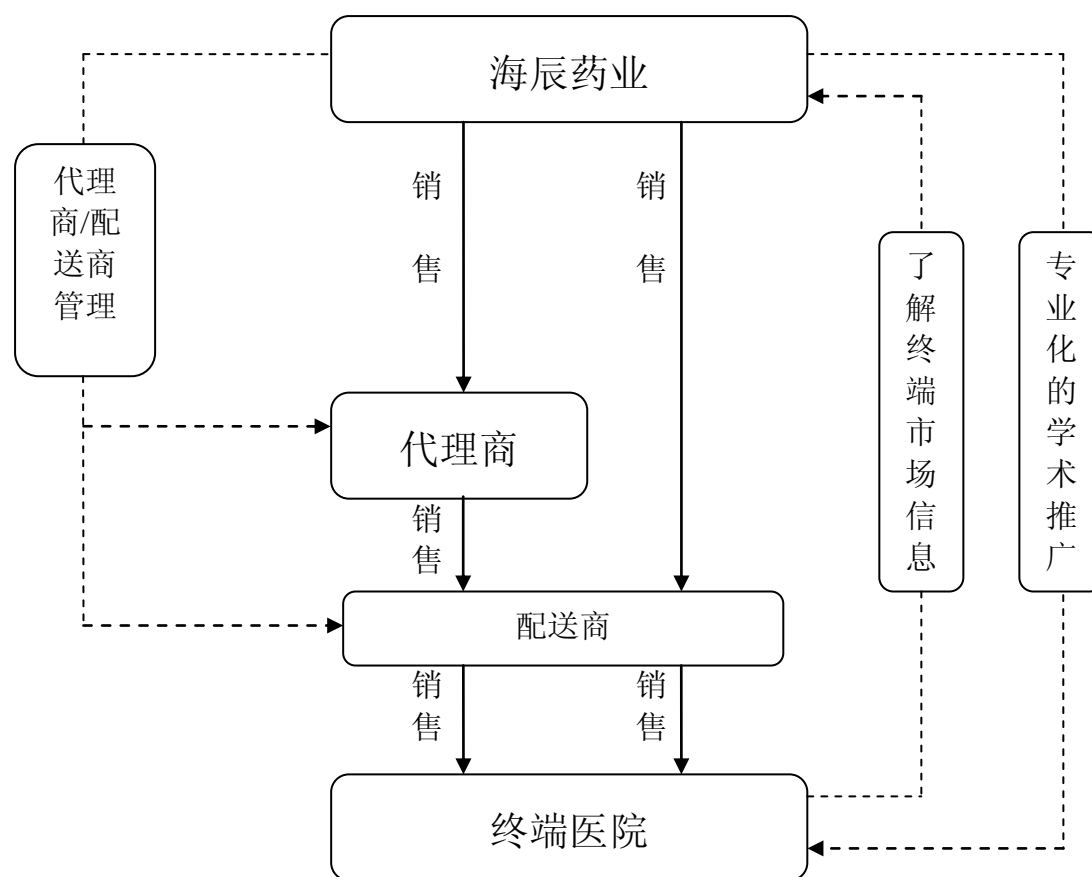 海辰药业
代理
商/配
送商
管理
销售
销售
了解终端市场信息
专业化的学术推广
代理商
销售
配送商
销售
销售
终端医院